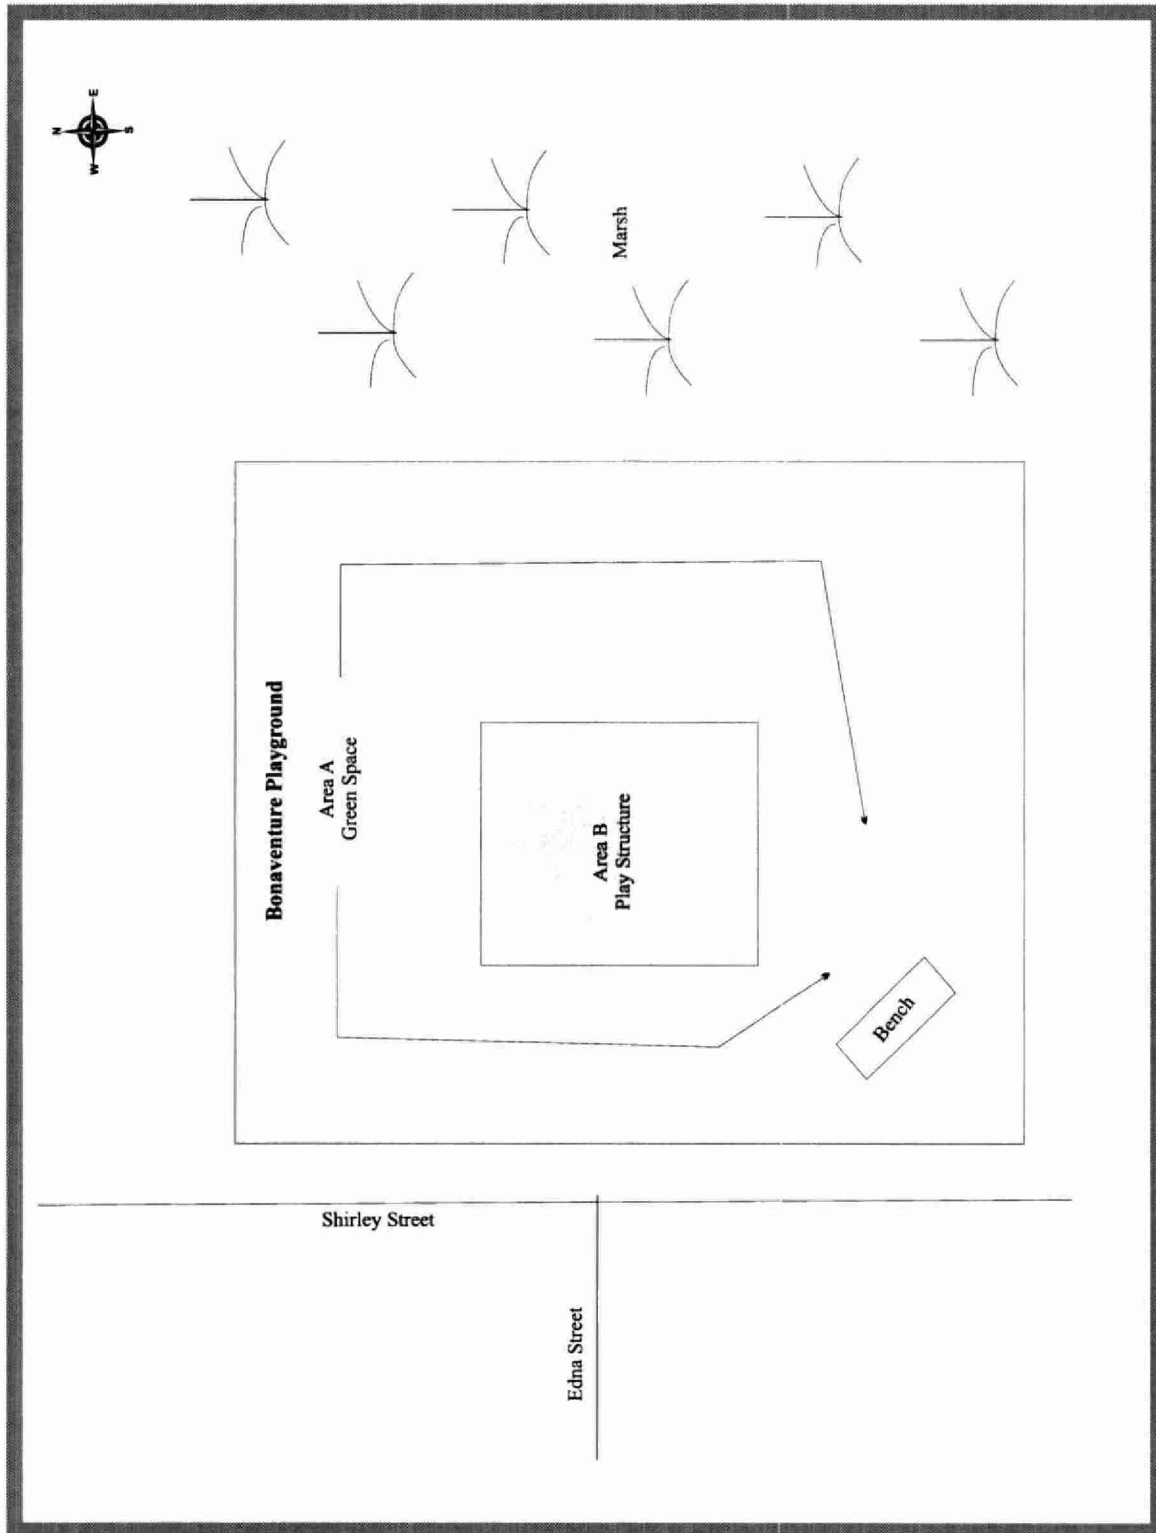 N
E
S
W
Marsh
Bonaventure Playground
Area A
Green Space
Area B
Play Structure
Bench
Shirley Street
Edna Street